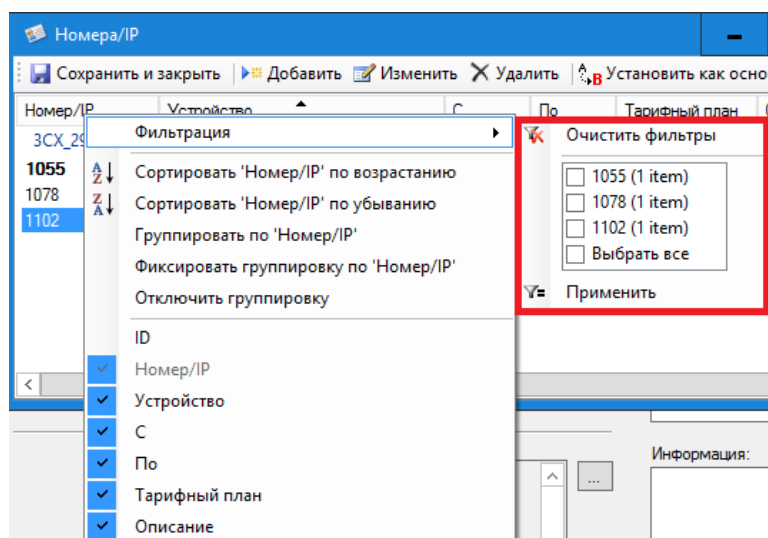 Номера/IP
Сохранить и закрыть Добавить Изменить Удалить Установить как осно
Номер/IP Устройство С По Тарифный план
3CX_29
1055
1078
1102
Фильтрация
Сортировать 'Номер/IP' по возрастанию
Сортировать 'Номер/IP' по убыванию
Группировать по 'Номер/IP'
Фиксировать группировку по 'Номер/IP'
Отключить группировку
ID
Номер/IP
Устройство
С
По
Тарифный план
Описание
Очистить фильтры
1055 (1 item)
1078 (1 item)
1102 (1 item)
Выбрать все
Применить
...
Информация: